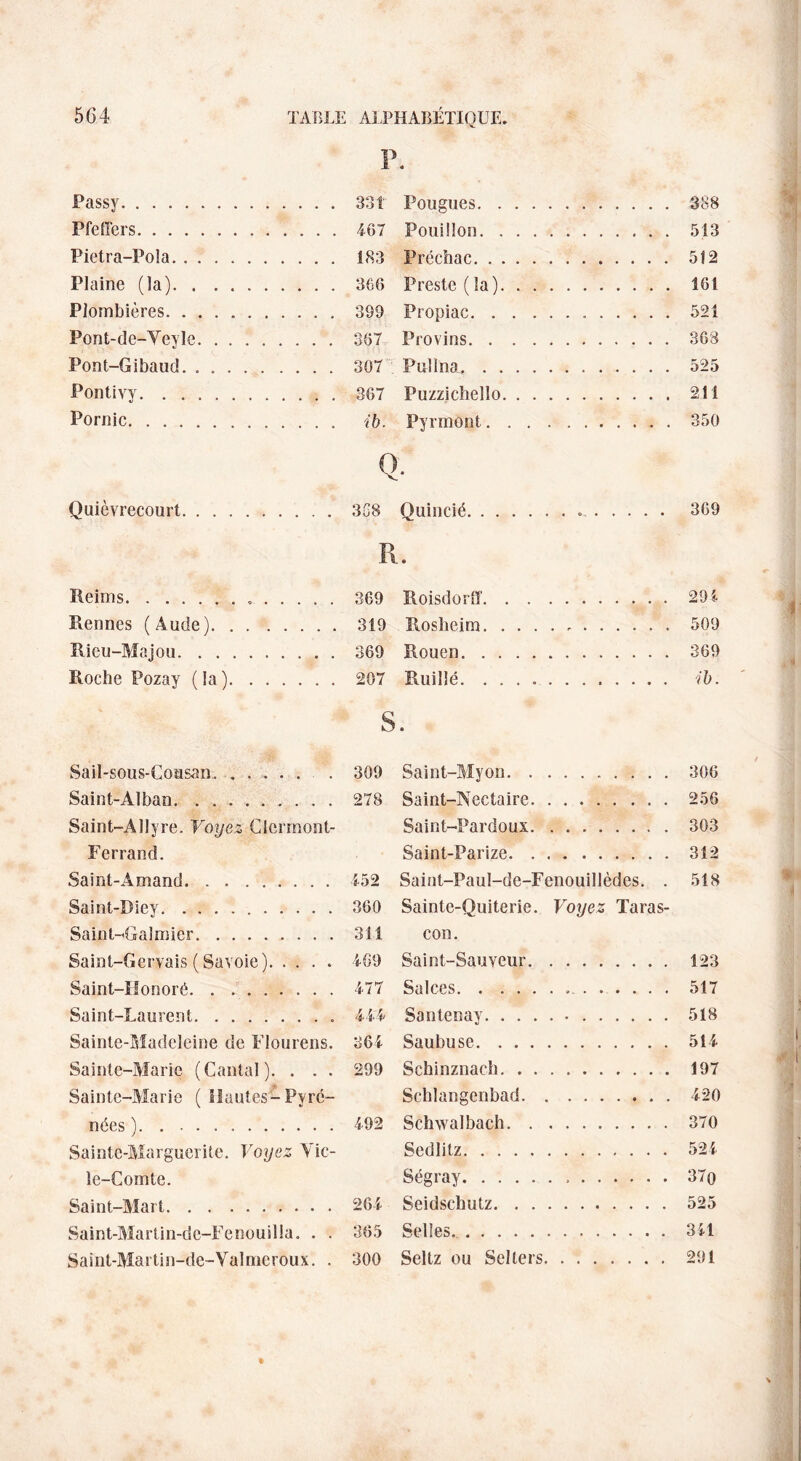 564 TABLE ALPHABÉTIQUE.
P.
Passy. . . . . . . . . . . . . . 331
Pfeffers. . . . . . . . . . . . . 467
Pietra-Pola. . . . . . . . . . . 183
Plaine (la). . . . . . . . . . . 366
Plombières. . . . . . . . . . . 399
Pont-de-Veyle. . . . . . . . . 367
Pont-Gibaud. . . . . . . . . . 307
Pontivy. . . . . . . . . . . . . 367
Pornic. . . . . . . . . . . . . . ib.
Pougues. . . . . . . . . . . . . 388
Pouillon. . . . . . . . . . . . . 513
Préchac. . . . . . . . . . . . . 512
Preste (la). . . . . . . . . . . 161
Propiac. . . . . . . . . . . . . 521
Provins. . . . . . . . . . . . . 368
Pullna. . . . . . . . . . . . . . 525
Puzzichello. . . . . . . . . . . 211
Pyrmont. . . . . . . . . . . . 350
Q.
Quièvrecourt. . . . . . . . . . 368
Quincié. . . . . . . . . . . . . 369
R.
Reims. . . . . . . . . . . . . . 369
Rennes (Aude). . . . . . . . 319
Rieu-Majou. . . . . . . . . . 369
Roche Pozay (la). . . . . . . 207
Roisdorff. . . . . . . . . . . . 294
Rosheim. . . . . . . . . . . . 509
Rouen. . . . . . . . . . . . . . 369
Ruillé. . . . . . . . . . . . . . ib.
S.
Sail-sous-Cousan. . . . . . . 309
Saint-Alban. . . . . . . . . . 278
Saint-Allyre. Voyez Clermont-
Ferrand.
Saint-Amand. . . . . . . . . 452
Saint-Diey. . . . . . . . . . . 360
Saint-Galmier. . . . . . . . . 311
Saint-Gervais (Savoie). . . . . 469
Saint-Honoré. . . . . . . . . 477
Saint-Laurent. . . . . . . . . 444
Sainte-Madeleine de Flourens. 364
Sainte-Marie (Cantal). . . . 299
Sainte-Marie (Hautes-Pyré-
nées). . . . . . . . . . . . . 492
Sainte-Marguerite. Voyez Vic-
le-Comte.
Saint-Mart. . . . . . . . . . . 264
Saint-Martin-de-Fenouilla. . . 365
Saint-Martin-de-Valmeroux. . 300
Saint-Myon. . . . . . . . . . 306
Saint-Nectaire. . . . . . . . . 256
Saint-Pardoux. . . . . . . . . 303
Saint-Parize. . . . . . . . . . 312
Saint-Paul-de-Fenouillèdes. . 518
Sainte-Quiterie. Voyez Taras-
con.
Saint-Sauveur. . . . . . . . . 123
Salces. . . . . . . . . . . . . . 517
Santenay. . . . . . . . . . . . 518
Saubuse. . . . . . . . . . . . . 514
Schinznach. . . . . . . . . . . 197
Schlangenbad. . . . . . . . . 420
Schwalbach. . . . . . . . . . 370
Sedlitz. . . . . . . . . . . . . 524
Ségray. . . . . . . . . . . . . 370
Seidschutz. . . . . . . . . . . 525
Selles. . . . . . . . . . . . . . 341
Seltz ou Selters. . . . . . . . 291